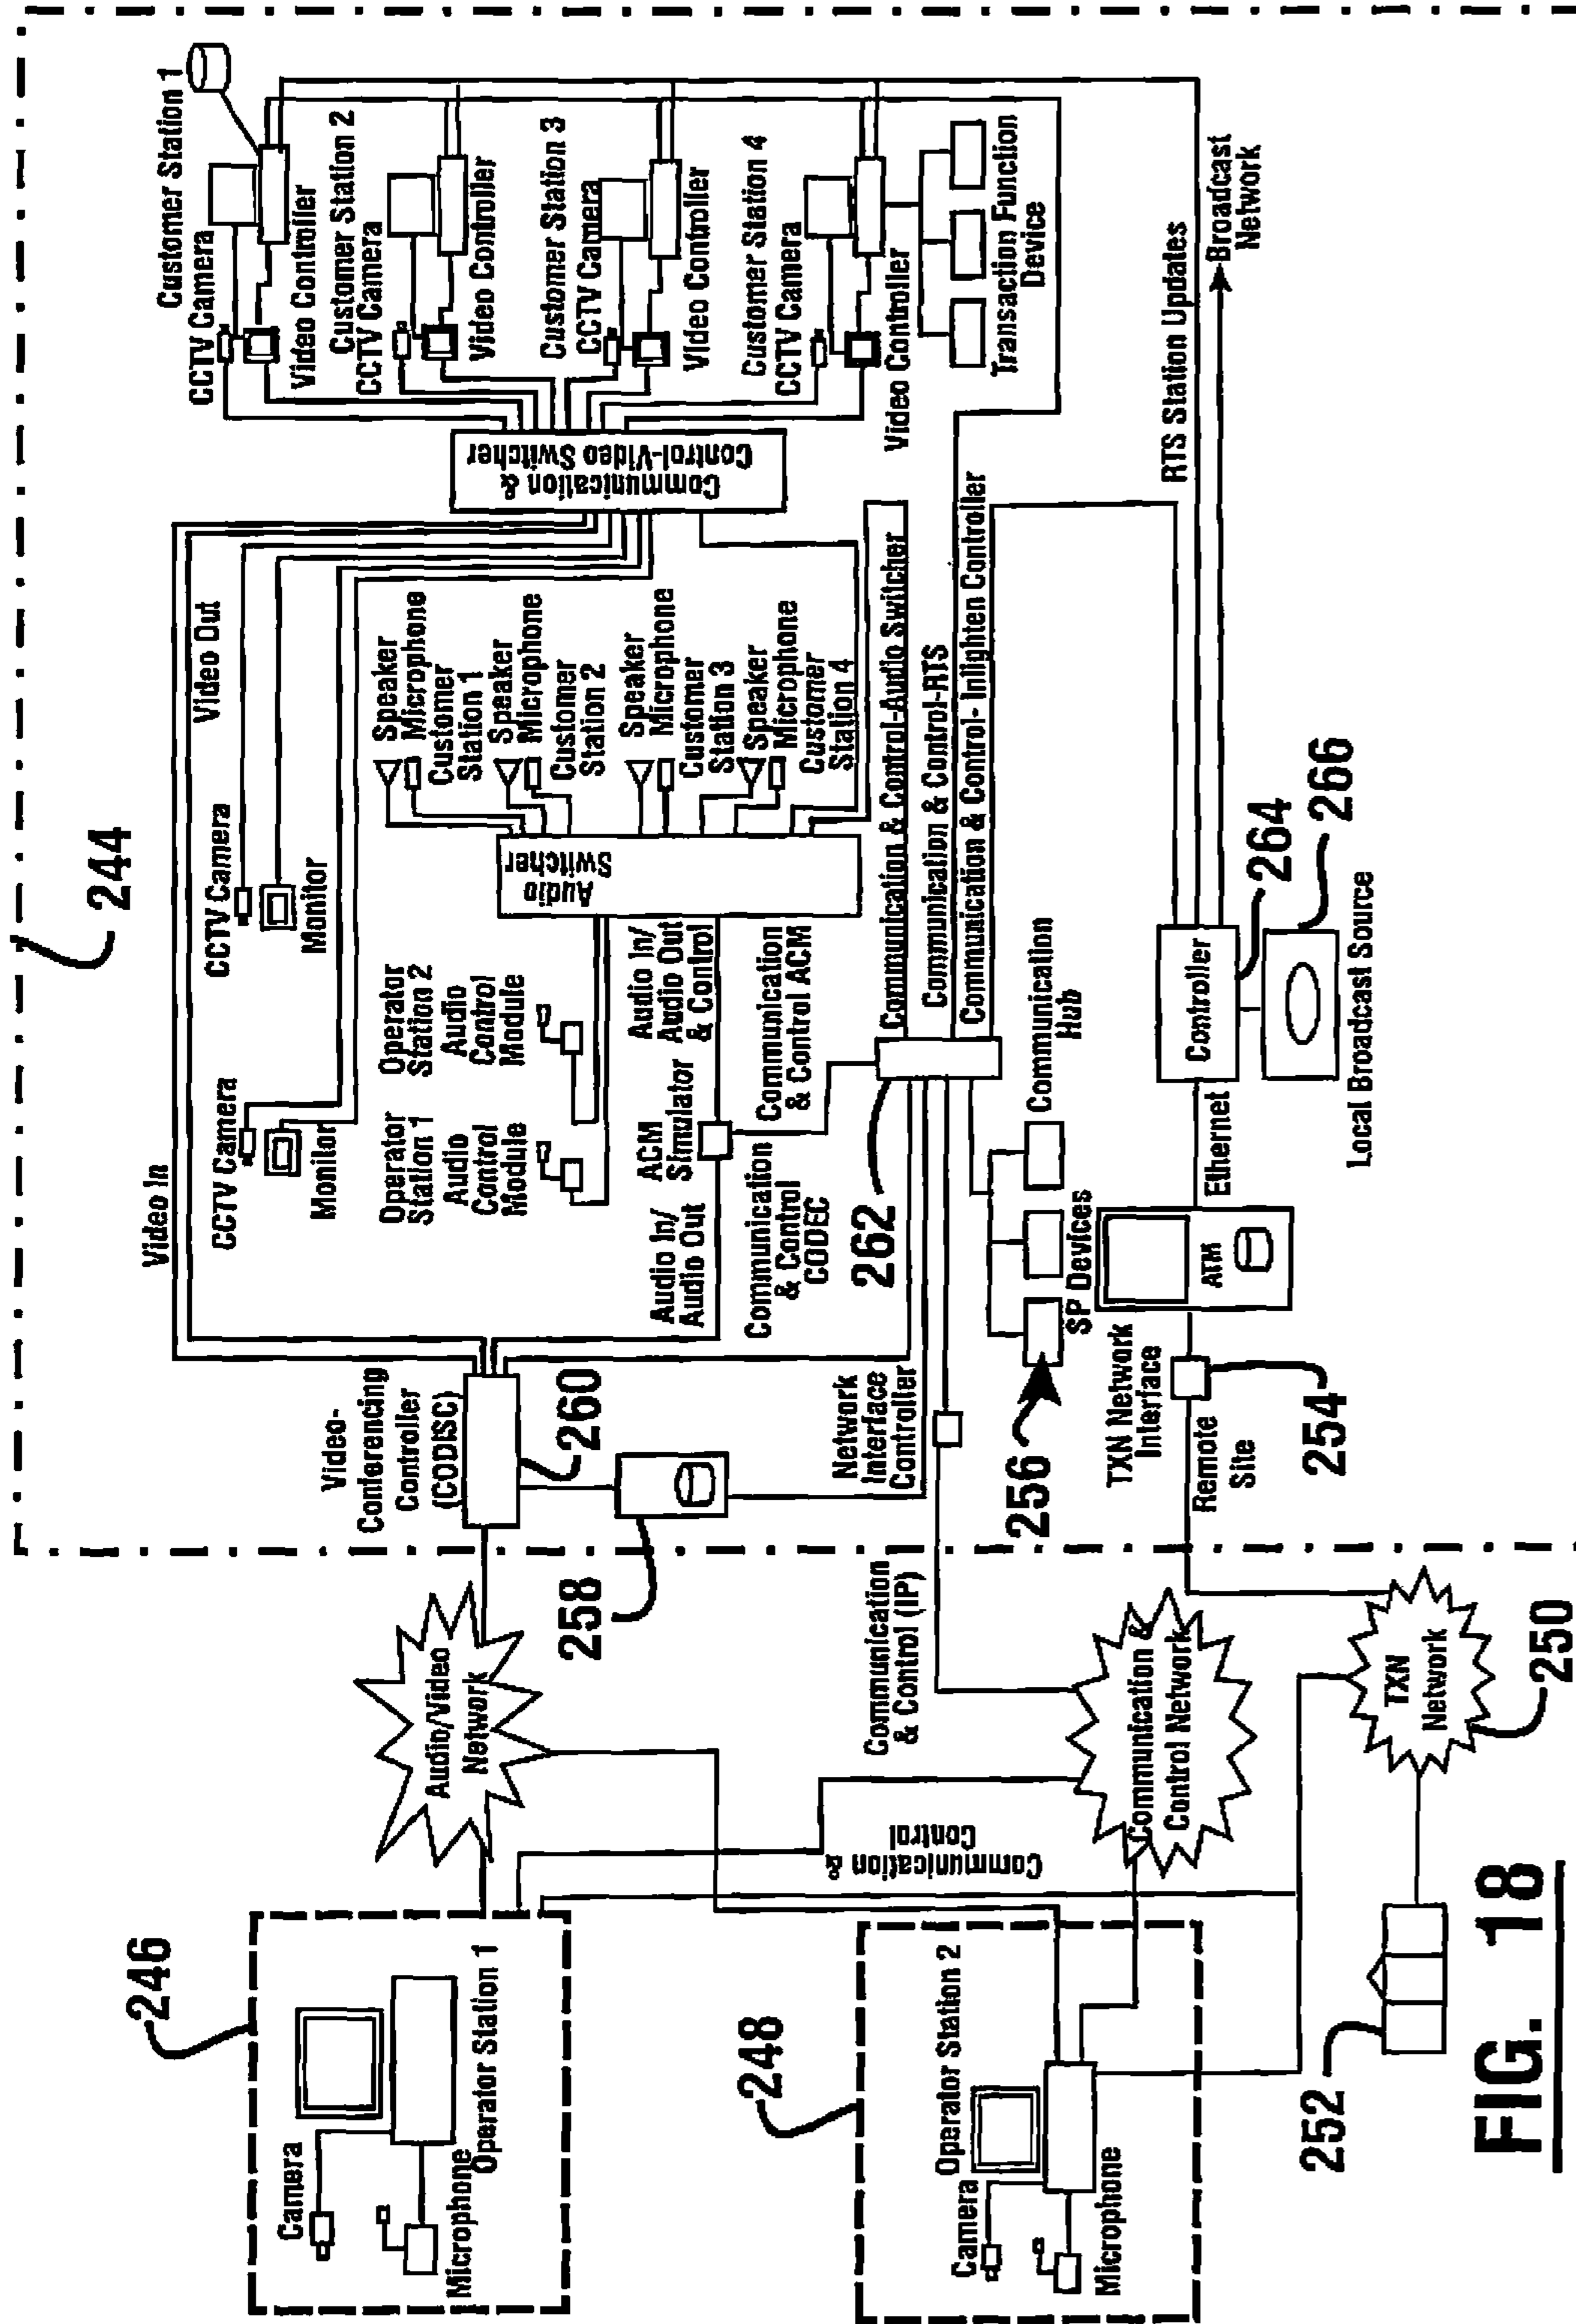 244
Customer Station 1
CCTV Camera
Video Controller
Customer Station 2
CCTV Camera
Video Controller
Customer Station 3
CCTV Camera
Video Controller
Customer Station 4
CCTV Camera
Video Controller
Transaction Function
Device
Communication &
Control-Video Switcher
Video In
Video Out
CCTV Camera
Monitor
CCTV Camera
Monitor
Speaker
Microphone
Customer
Station 1
Speaker
Microphone
Customer
Station 2
Speaker
Microphone
Customer
Station 3
Speaker
Microphone
Customer
Station 4
Audio
Switcher
Operator
Station 1
Audio
Control
Module
Operator
Station 2
Audio
Control
Module
Audio In/
Audio Out
ACM
Simulator
Audio In/
Audio Out
& Control
Communication
& Control
CODEC
Communication
& Control ACM
262
Communication & Control-Audio Switcher
Communication & Control-RTS
Communication & Control- Inlighten Controller
RTS Station Updates
Broadcast
Network
Communication
Hub
SP Devices
256
Controller
264
266
Local Broadcast Source
Ethernet
ATM
TXN Network
Interface
Remote
Site
254
Network
Interface
Controller
Video-
Conferencing
Controller
(CODISC)
260
258
Audio/Video
Network
Communication
& Control (IP)
Communication &
Control Network
Communication &
Control
TXN
Network
250
252
246
Camera
Microphone
Operator Station 1
248
Operator Station 2
Camera
Microphone
FIG. 18